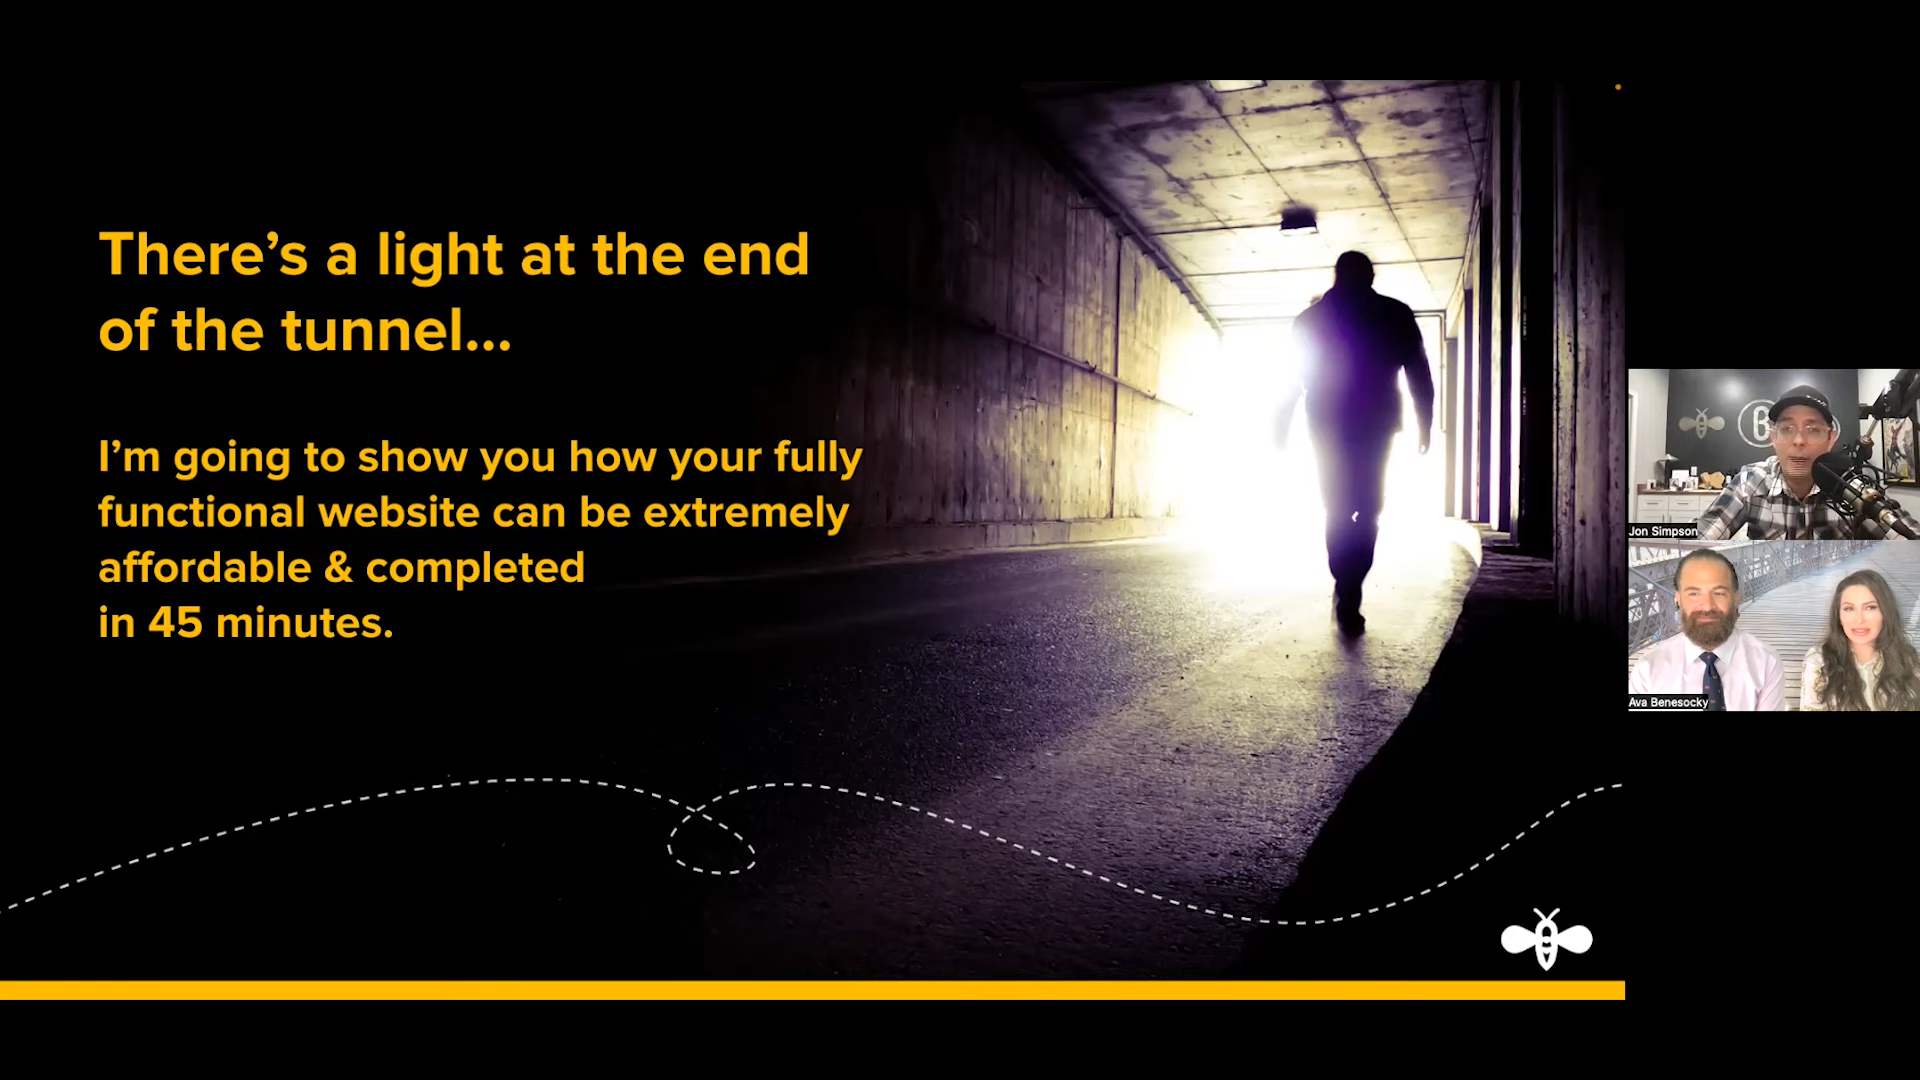 There’s a light at the end
of the tunnel...
I’m going to show you how your fully
functional website can be extremely
affordable & completed
in 45 minutes.
Jon Simpson
Ava Benesocky